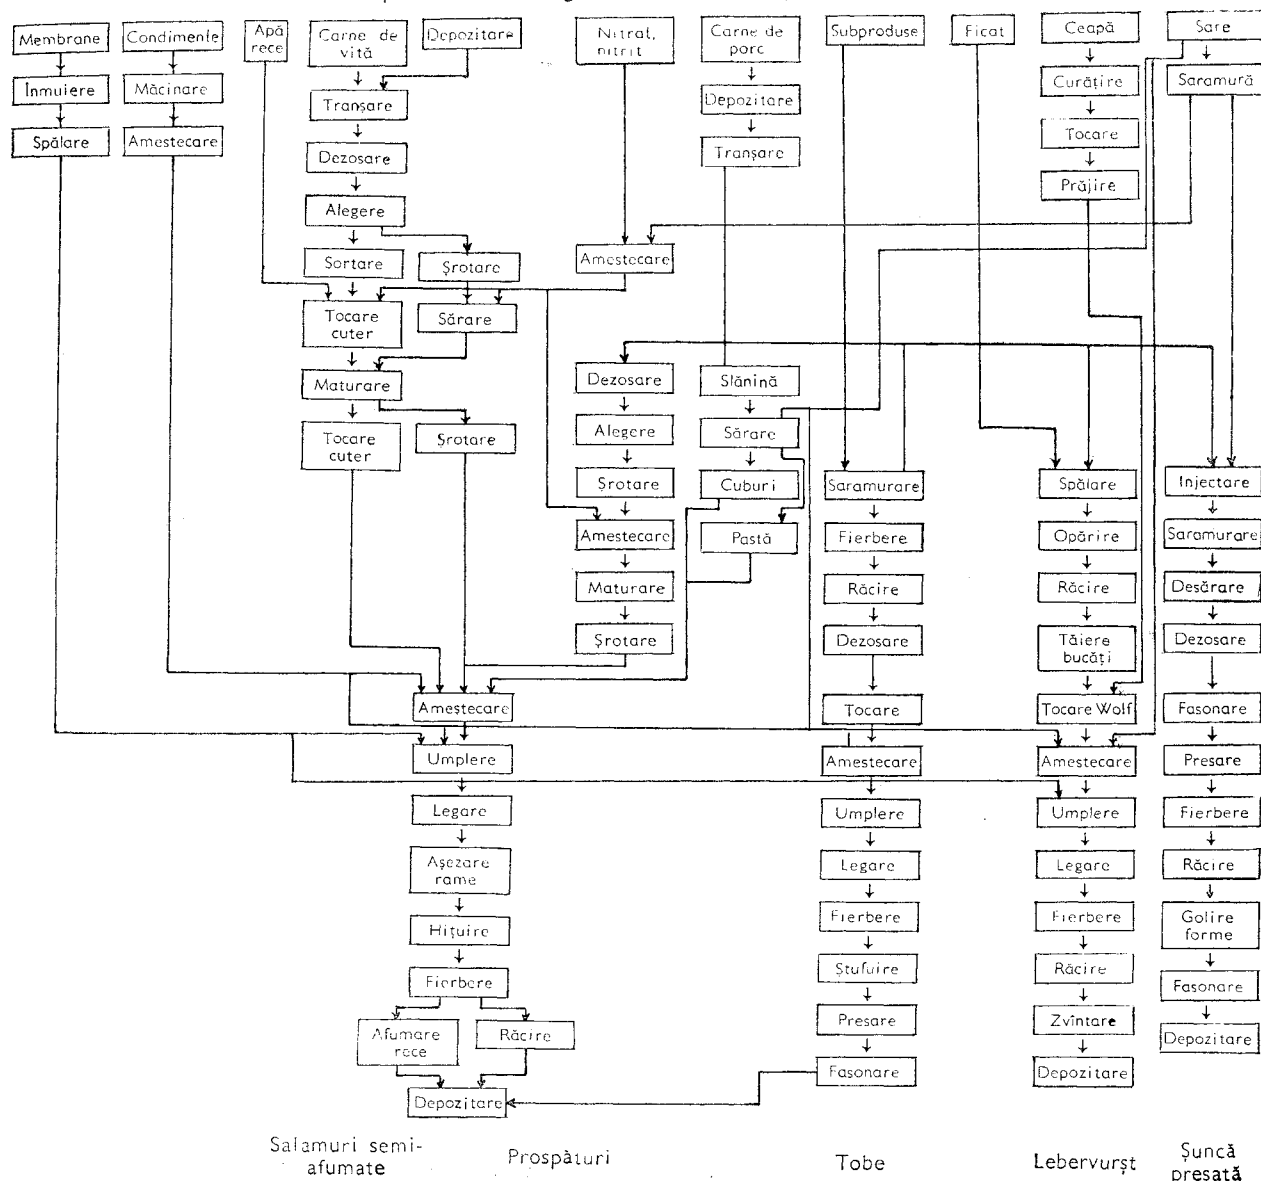 Membrane
Condimente
Apă
rece
Carne de
vită
Depozitare
Nitrat,
nitrit
Carne de
porc
Subproduse
Ficat
Ceapă
Sare
Înmuiere
Măcinare
Tranșare
Depozitare
Curățire
Saramură
Spălare
Amestecare
Dezosare
Tranșare
Tocare
Alegere
Prăjire
Sortare
Șrotare
Amestecare
Tocare
cuter
Sărare
Maturare
Dezosare
Slănină
Tocare
cuter
Șrotare
Alegere
Sărare
Șrotare
Cuburi
Saramurare
Spălare
Injectare
Amestecare
Pastă
Fierbere
Opărire
Saramurare
Maturare
Răcire
Răcire
Desărare
Șrotare
Dezosare
Tăiere
bucăți
Dezosare
Amestecare
Tocare
Tocare Wolf
Fasonare
Umplere
Amestecare
Amestecare
Presare
Legare
Umplere
Umplere
Fierbere
Așezare
rame
Legare
Legare
Răcire
Hițuire
Fierbere
Fierbere
Golire
forme
Fierbere
Ștufuire
Răcire
Fasonare
Afumare
rece
Răcire
Presare
Zvîntare
Depozitare
Depozitare
Fasonare
Depozitare
Salamuri semi-
afumate
Prospături
Tobe
Lebervurșt
Șuncă
presată